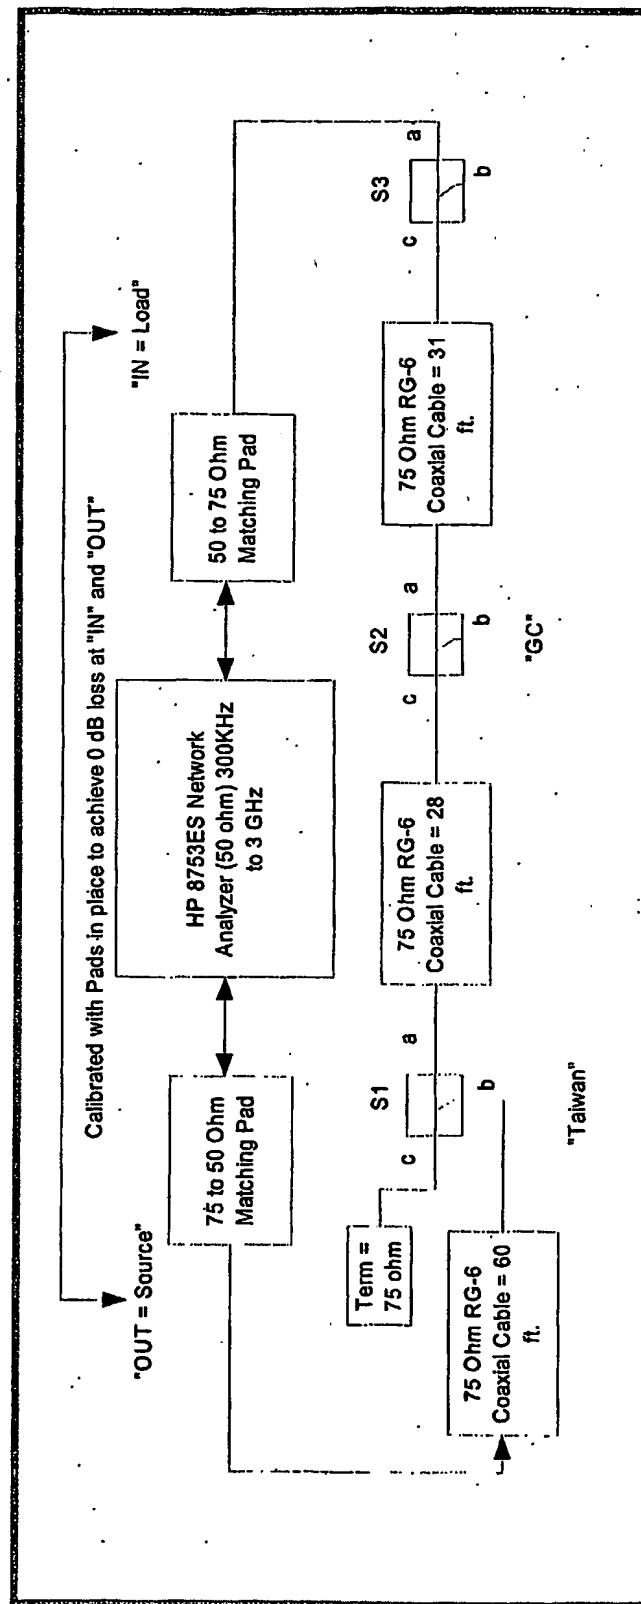 Calibrated with Pads in place to achieve 0 dB loss at "IN" and "OUT"
"OUT = Source"
"IN = Load"
75 to 50 Ohm
Matching Pad
HP 8753ES Network
Analyzer (50 ohm) 300KHz
to 3 GHz
50 to 75 Ohm
Matching Pad
Term =
75 ohm
S1
c
a
b
"Taiwan"
75 Ohm RG-6
Coaxial Cable = 28
ft.
S2
c
a
b
"GC"
75 Ohm RG-6
Coaxial Cable = 31
ft.
S3
c
a
b
75 Ohm RG-6
Coaxial Cable = 60
ft.